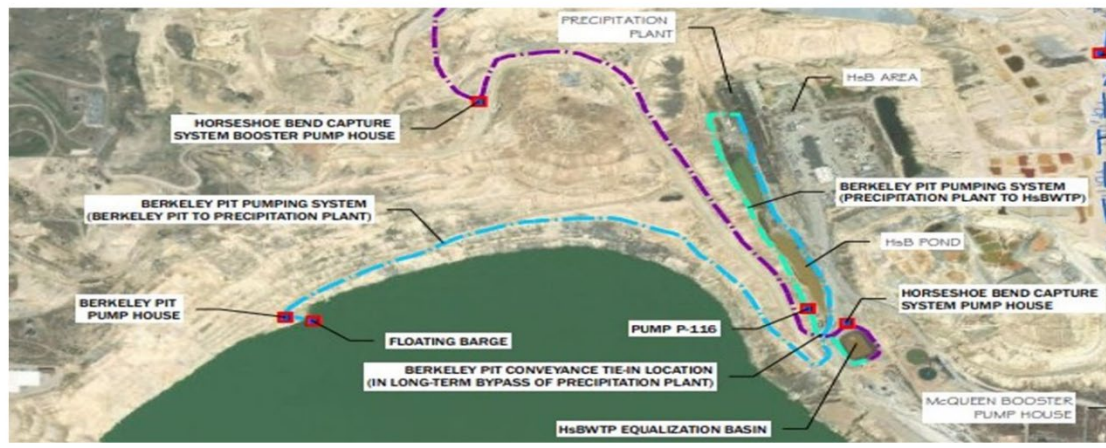 PRECIPITATION
PLANT
HsB AREA
HORSESHOE BEND CAPTURE
SYSTEM BOOSTER PUMP HOUSE
BERKELEY PIT PUMPING SYSTEM
(BERKELEY PIT TO PRECIPITATION PLANT)
BERKELEY PIT PUMPING SYSTEM
(PRECIPITATION PLANT TO HsBWTP)
HsB POND
BERKELEY PIT
PUMP HOUSE
FLOATING BARGE
PUMP P-116
HORSESHOE BEND CAPTURE
SYSTEM PUMP HOUSE
BERKELEY PIT CONVEYANCE TIE-IN LOCATION
(IN LONG-TERM BYPASS OF PRECIPITATION PLANT)
McQUEEN BOOSTER
PUMP HOUSE
HsBWTP EQUALIZATION BASIN